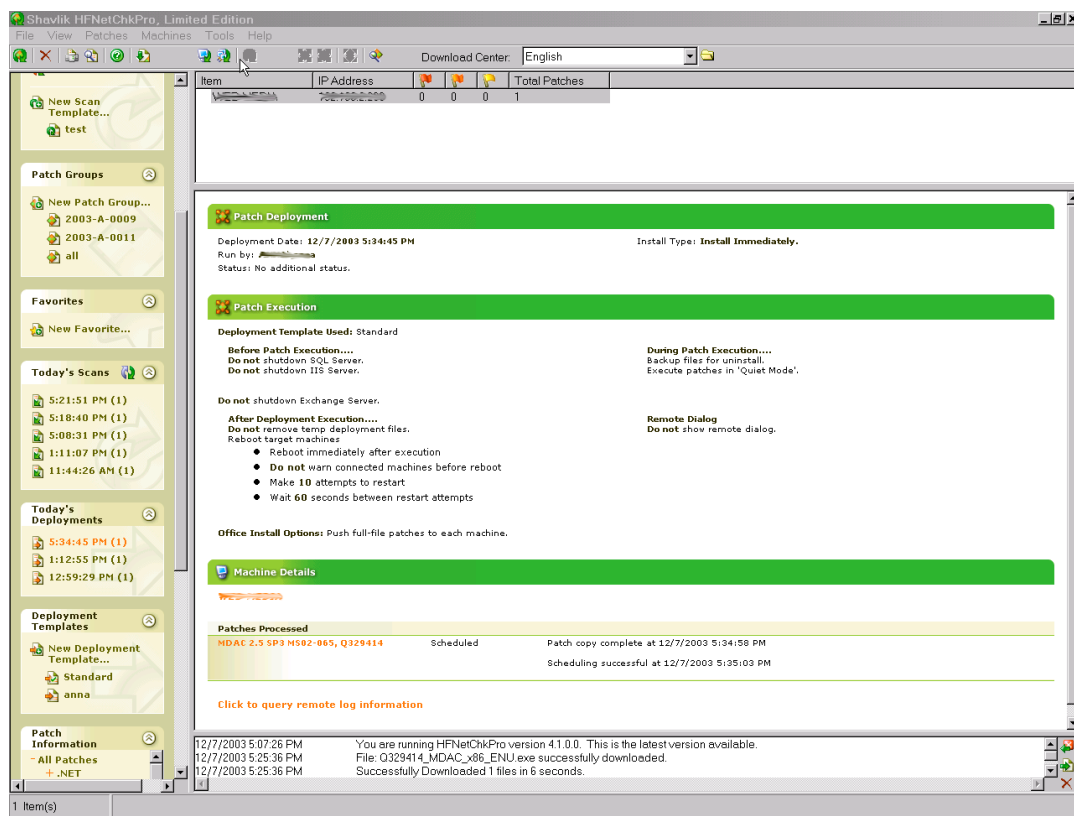 Shavlik HFNetChkPro, Limited Edition
File View Patches Machines Tools Help
Download Center: English
New Scan Template...
test
Patch Groups
New Patch Group...
2003-A-0009
2003-A-0011
all
Favorites
New Favorite...
Today's Scans
5:21:51 PM (1)
5:18:40 PM (1)
5:08:31 PM (1)
1:11:07 PM (1)
11:44:26 AM (1)
Today's Deployments
5:34:45 PM (1)
1:12:55 PM (1)
12:59:29 PM (1)
Deployment Templates
New Deployment Template...
Standard
anna
Patch Information
- All Patches
+ .NET
Item IP Address Total Patches
0 0 0 1
Patch Deployment
Deployment Date: 12/7/2003 5:34:45 PM Install Type: Install Immediately.
Run by:
Status: No additional status.
Patch Execution
Deployment Template Used: Standard
Before Patch Execution.... During Patch Execution....
Do not shutdown SQL Server. Backup files for uninstall.
Do not shutdown IIS Server. Execute patches in 'Quiet Mode'.
Do not shutdown Exchange Server.
After Deployment Execution.... Remote Dialog
Do not remove temp deployment files. Do not show remote dialog.
Reboot target machines
● Reboot immediately after execution
● Do not warn connected machines before reboot
● Make 10 attempts to restart
● Wait 60 seconds between restart attempts
Office Install Options: Push full-file patches to each machine.
Machine Details
Patches Processed
MDAC 2.5 SP3 MS02-065, Q329414 Scheduled Patch copy complete at 12/7/2003 5:34:58 PM
Scheduling successful at 12/7/2003 5:35:03 PM
Click to query remote log information
12/7/2003 5:07:26 PM You are running HFNetChkPro version 4.1.0.0. This is the latest version available.
12/7/2003 5:25:36 PM File: Q329414_MDAC_x86_ENU.exe successfully downloaded.
12/7/2003 5:25:36 PM Successfully Downloaded 1 files in 6 seconds.
1 Item(s)